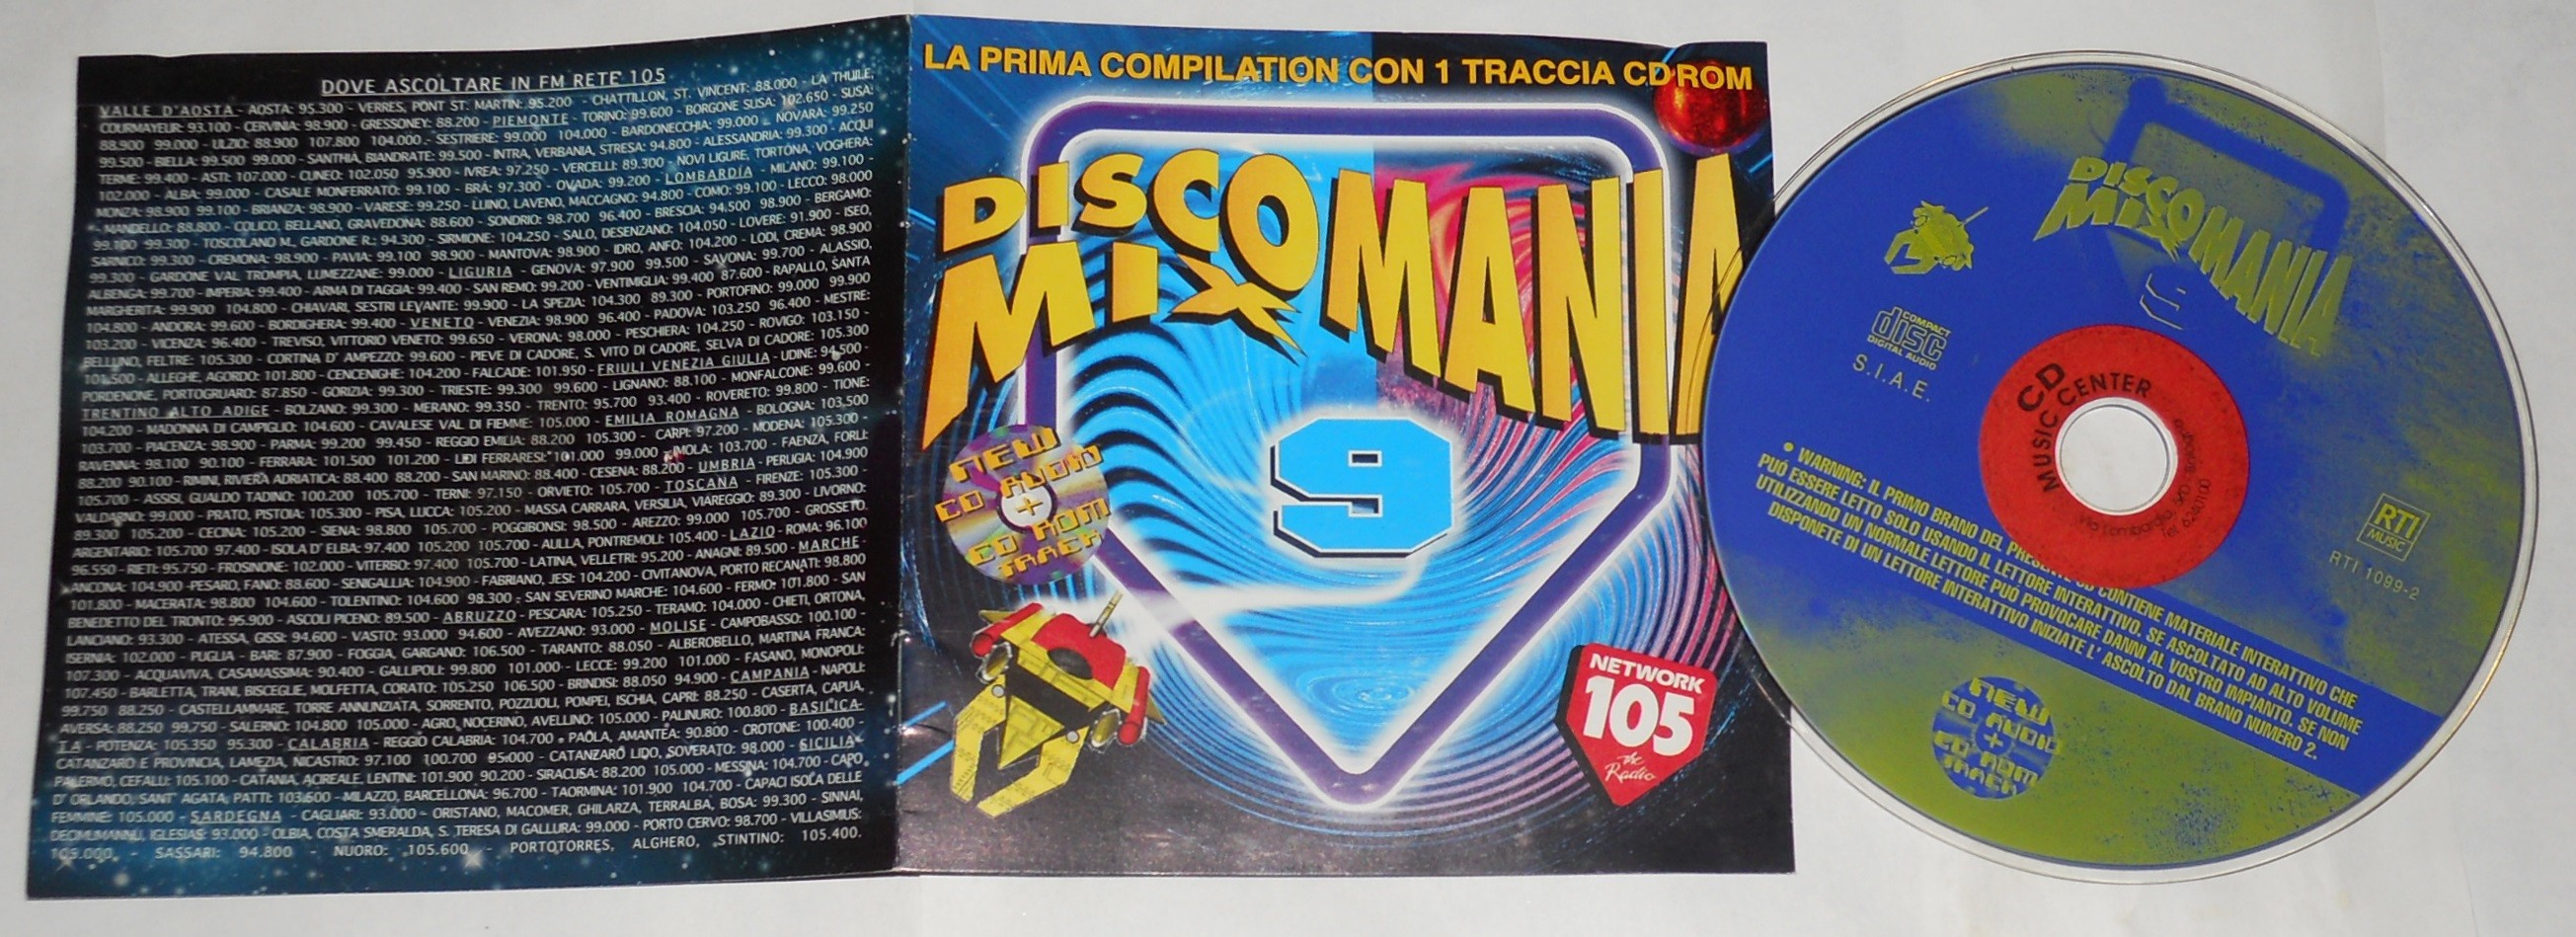 DOVE ASCOLTARE IN FM RETE 105
VALLE D'AOSTA - AOSTA: 95.300 - VERRES, PONT ST. MARTIN: 95.200 - CHATTILLON, ST. VINCENT: 88.000 - LA THUILE,
COURMAYEUR: 93.100 - CERVINIA: 98.900 - GRESSONEY: 88.200 - PIEMONTE - TORINO: 99.600 - BORGONE SUSA: 102.650 - SUSA:
88.900 99.000 - ULZIO: 88.900 107.800 104.000 - SESTRIERE: 99.000 104.000 - BARDONECCHIA: 99.000 - NOVARA: 99.250
99.500 - BIELLA: 99.500 99.000 - SANTHIA, BIANDRATE: 99.500 - INTRA, VERBANIA, STRESA: 94.800 - ALESSANDRIA: 99.300 - ACQUI
TERME: 99.400 - ASTI: 107.000 - CUNEO: 102.050 95.900 - IVREA: 97.250 - VERCELLI: 89.300 - NOVI LIGURE, TORTONA, VOGHERA:
102.000 - ALBA: 99.000 - CASALE MONFERRATO: 99.100 - BRA: 97.300 - OVADA: 99.200 - LOMBARDIA - MILANO: 99.100 -
MONZA: 98.900 99.100 - BRIANZA: 98.900 - VARESE: 99.250 - LUINO, LAVENO, MACCAGNO: 94.800 - COMO: 99.100 - LECCO: 98.000
- MANDELLO: 88.800 - COLICO, BELLANO, GRAVEDONA: 88.600 - SONDRIO: 98.700 96.400 - BRESCIA: 94.500 98.900 - BERGAMO:
99.100 99.300 - TOSCOLANO M., GARDONE R.: 94.300 - SIRMIONE: 104.250 - SALO, DESENZANO: 104.050 - LOVERE: 91.900 - ISEO,
SARNICO: 99.300 - CREMONA: 98.900 - PAVIA: 99.100 98.900 - MANTOVA: 98.900 - IDRO, ANFO: 104.200 - LODI, CREMA: 98.900
99.300 - GARDONE VAL TROMPIA, LUMEZZANE: 99.000 - LIGURIA - GENOVA: 97.900 99.500 - SAVONA: 99.700 - ALASSIO,
ALBENGA: 99.700 - IMPERIA: 99.400 - ARMA DI TAGGIA: 99.400 - SAN REMO: 99.200 - VENTIMIGLIA: 99.400 87.600 - RAPALLO, SANTA
MARGHERITA: 99.900 104.800 - CHIAVARI, SESTRI LEVANTE: 99.900 - LA SPEZIA: 104.300 89.300 - PORTOFINO: 99.000 99.900
104.800 - ANDORA: 99.600 - BORDIGHERA: 99.400 - VENETO - VENEZIA: 98.900 96.400 - PADOVA: 103.250 96.400 - MESTRE:
103.200 - VICENZA: 96.400 - TREVISO, VITTORIO VENETO: 99.650 - VERONA: 98.000 - PESCHIERA: 104.250 - ROVIGO: 103.150 -
BELLUNO, FELTRE: 105.300 - CORTINA D' AMPEZZO: 99.600 - PIEVE DI CADORE, S. VITO DI CADORE, SELVA DI CADORE: 105.300
101.500 - ALLEGHE, AGORDO: 101.800 - CENCENIGHE: 104.200 - FALCADE: 101.950 - FRIULI VENEZIA GIULIA - UDINE: 94.500 -
PORDENONE, PORTOGRUARO: 87.850 - GORIZIA: 99.300 - TRIESTE: 99.300 99.600 - LIGNANO: 88.100 - MONFALCONE: 99.600 -
TRENTINO ALTO ADIGE - BOLZANO: 99.300 - MERANO: 99.350 - TRENTO: 95.700 93.400 - ROVERETO: 99.800 - TIONE:
104.200 - MADONNA DI CAMPIGLIO: 104.600 - CAVALESE VAL DI FIEMME: 105.000 - EMILIA ROMAGNA - BOLOGNA: 103.500
103.700 - PIACENZA: 98.900 - PARMA: 99.200 99.450 - REGGIO EMILIA: 88.200 105.300 - CARPI: 97.200 - MODENA: 105.300 -
RAVENNA: 98.100 90.100 - FERRARA: 101.500 101.200 - LIDI FERRARESI: 101.000 99.000 - IMOLA: 103.700 - FAENZA, FORLI:
88.200 90.100 - RIMINI, RIVIERA ADRIATICA: 88.400 88.200 - SAN MARINO: 88.400 - CESENA: 88.200 - UMBRIA - PERUGIA: 104.900
105.700 - ASSISI, GUALDO TADINO: 100.200 105.700 - TERNI: 97.150 - ORVIETO: 105.700 - TOSCANA - FIRENZE: 105.300 -
VALDARNO: 99.000 - PRATO, PISTOIA: 105.300 - PISA, LUCCA: 105.200 - MASSA CARRARA, VERSILIA, VIAREGGIO: 89.300 - LIVORNO:
89.300 105.200 - CECINA: 105.200 - SIENA: 98.800 105.700 - POGGIBONSI: 98.500 - AREZZO: 99.000 105.700 - GROSSETO,
ARGENTARIO: 105.700 97.400 - ISOLA D' ELBA: 97.400 105.200 105.700 - AULLA, PONTREMOLI: 105.400 - LAZIO - ROMA: 96.100
96.550 - RIETI: 95.750 - FROSINONE: 102.000 - VITERBO: 97.400 105.700 - LATINA, VELLETRI: 95.200 - ANAGNI: 89.500 - MARCHE -
ANCONA: 104.900 - PESARO, FANO: 88.600 - SENIGALLIA: 104.900 - FABRIANO, JESI: 104.200 - CIVITANOVA, PORTO RECANATI: 98.800
101.800 - MACERATA: 98.800 104.600 - TOLENTINO: 104.600 98.300 - SAN SEVERINO MARCHE: 104.600 - FERMO: 101.800 - SAN
BENEDETTO DEL TRONTO: 95.900 - ASCOLI PICENO: 89.500 - ABRUZZO - PESCARA: 105.250 - TERAMO: 104.000 - CHIETI, ORTONA,
LANCIANO: 93.300 - ATESSA, GISSI: 94.600 - VASTO: 93.000 94.600 - AVEZZANO: 93.000 - MOLISE - CAMPOBASSO: 100.100 -
ISERNIA: 102.000 - PUGLIA - BARI: 87.900 - FOGGIA, GARGANO: 106.500 - TARANTO: 88.050 - ALBEROBELLO, MARTINA FRANCA:
107.300 - ACQUAVIVA, CASAMASSIMA: 90.400 - GALLIPOLI: 99.800 101.000 - LECCE: 99.200 101.000 - FASANO, MONOPOLI:
107.450 - BARLETTA, TRANI, BISCEGLIE, MOLFETTA, CORATO: 105.250 106.500 - BRINDISI: 88.050 94.900 - CAMPANIA - NAPOLI:
99.750 88.250 - CASTELLAMMARE, TORRE ANNUNZIATA, SORRENTO, POZZUOLI, POMPEI, ISCHIA, CAPRI: 88.250 - CASERTA, CAPUA,
AVERSA: 88.250 99.750 - SALERNO: 104.800 105.000 - AGRO, NOCERINO, AVELLINO: 105.000 - PALINURO: 100.800 - BASILICA-
TA - POTENZA: 105.350 95.300 - CALABRIA - REGGIO CALABRIA: 104.700 - PAOLA, AMANTEA: 90.800 - CROTONE: 100.400 -
CATANZARO E PROVINCIA, LAMEZIA, NICASTRO: 97.100 100.700 95.000 - CATANZARO LIDO, SOVERATO: 98.000 - SICILIA -
PALERMO, CEFALU: 105.100 - CATANIA, ACIREALE, LENTINI: 101.900 90.200 - SIRACUSA: 88.200 105.000 - MESSINA: 104.700 - CAPO
D' ORLANDO, SANT' AGATA, PATTI: 103.600 - MILAZZO, BARCELLONA: 96.700 - TAORMINA: 101.900 104.700 - CAPACI ISOLA DELLE
FEMMINE: 105.000 - SARDEGNA - CAGLIARI: 93.000 - ORISTANO, MACOMER, GHILARZA, TERRALBA, BOSA: 99.300 - SINNAI,
DECIMUMANNU, IGLESIAS: 93.000 - OLBIA, COSTA SMERALDA, S. TERESA DI GALLURA: 99.000 - PORTO CERVO: 98.700 - VILLASIMIUS:
105.000 - SASSARI: 94.800 - NUORO: 105.600 - PORTOTORRES, ALGHERO, STINTINO: 105.400.
LA PRIMA COMPILATION CON 1 TRACCIA CD ROM
DISCO MANIA
MIX
9
NEW
CD AUDIO
+
CD ROM
TRACK
NETWORK
105
the
Radio
DISCO MANIA
MIX
9
COMPACT
disc
DIGITAL AUDIO
S.I.A.E.
CD
MUSIC CENTER
Via Lombardia
Tel.
• WARNING: IL PRIMO BRANO DEL PRESENTE CD CONTIENE MATERIALE INTERATTIVO CHE
PUÓ ESSERE LETTO SOLO USANDO IL LETTORE INTERATTIVO. SE ASCOLTATO AD ALTO VOLUME
UTILIZZANDO UN NORMALE LETTORE PUÓ PROVOCARE DANNI AL VOSTRO IMPIANTO. SE NON
DISPONETE DI UN LETTORE INTERATTIVO INIZIATE L' ASCOLTO DAL BRANO NUMERO 2.
RTI
MUSIC
RTI 1099-2
NEW
CD AUDIO
+
CD ROM
TRACK